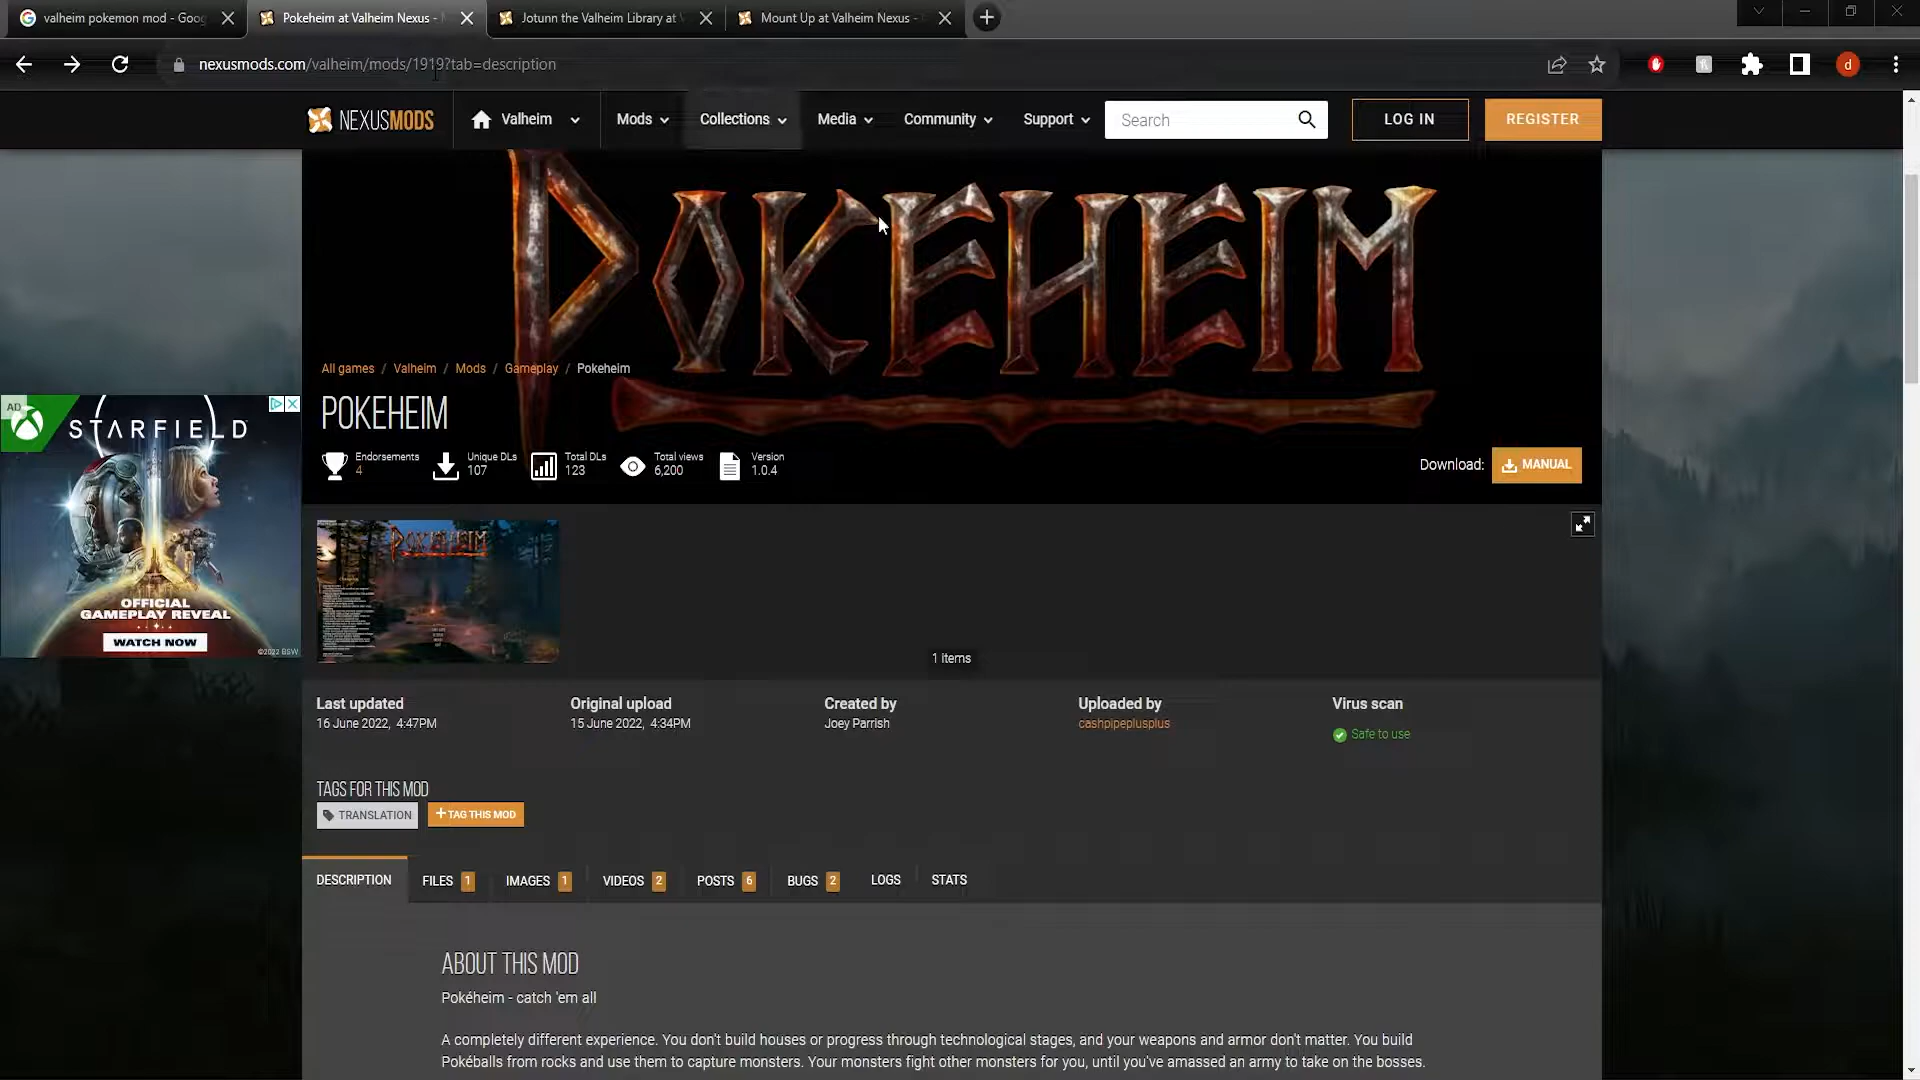 valheim pokemon mod - Goog
Pokeheim at Valheim Nexus -
Jotunn the Valheim Library at
Mount Up at Valheim Nexus -
nexusmods.com/valheim/mods/1919?tab=description
d
NEXUSMODS
Valheim
Mods
Collections
Media
Community
Support
Search
LOG IN
REGISTER
POKEHEIM
All games / Valheim / Mods / Gameplay / Pokeheim
POKEHEIM
Endorsements
4
Unique DLs
107
Total DLs
123
Total views
6,200
Version
1.0.4
Download:
MANUAL
AD
STARFIELD
OFFICIAL
GAMEPLAY REVEAL
WATCH NOW
©2022 BSW
POKEHEIM
1 items
Last updated
16 June 2022, 4:47PM
Original upload
15 June 2022, 4:34PM
Created by
Joey Parrish
Uploaded by
cashpipeplusplus
Virus scan
Safe to use
TAGS FOR THIS MOD
TRANSLATION
+TAG THIS MOD
DESCRIPTION
FILES 1
IMAGES 1
VIDEOS 2
POSTS 6
BUGS 2
LOGS
STATS
ABOUT THIS MOD
Pokéheim - catch 'em all
A completely different experience. You don't build houses or progress through technological stages, and your weapons and armor don't matter. You build
Pokéballs from rocks and use them to capture monsters. Your monsters fight other monsters for you, until you've amassed an army to take on the bosses.